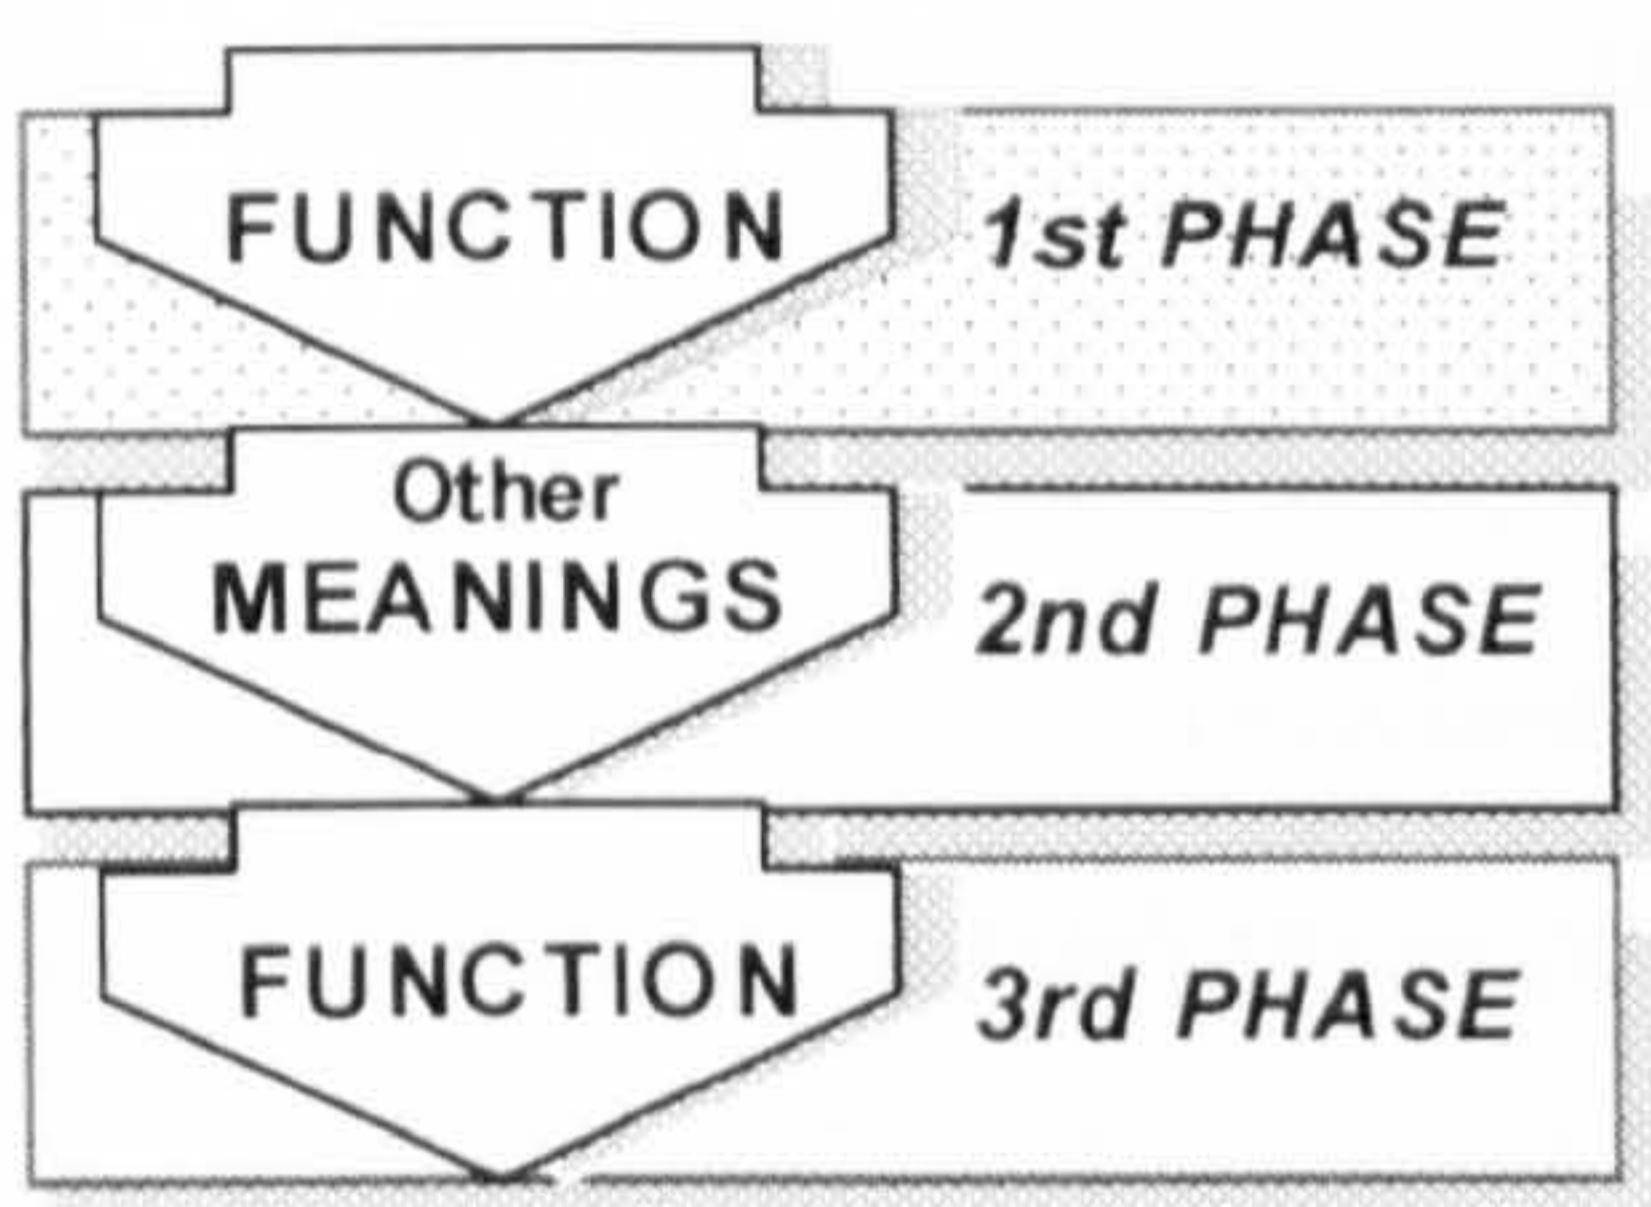 FUNCTION
1st PHASE
Other
MEANINGS
2nd PHASE
FUNCTION
3rd PHASE